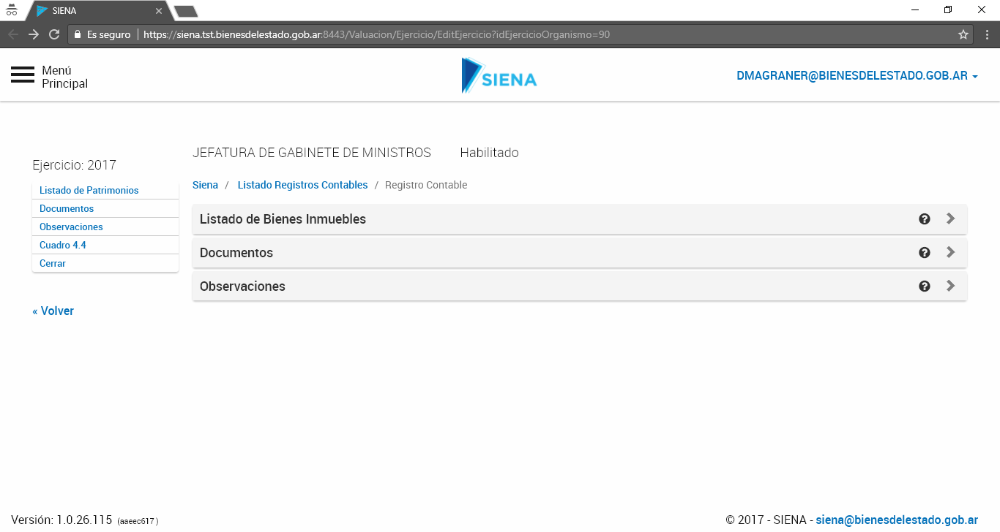 SIENA
Es seguro
https://siena.tst.bienesdelestado.gob.ar:8443/Valuacion/Ejercicio/EditEjercicio?idEjercicioOrganismo=90
Menú
Principal
SIENA
DMAGRANER@BIENESDELESTADO.GOB.AR
Ejercicio: 2017
Listado de Patrimonios
Documentos
Observaciones
Cuadro 4.4
Cerrar
« Volver
JEFATURA DE GABINETE DE MINISTROS Habilitado
Siena / Listado Registros Contables / Registro Contable
Listado de Bienes Inmuebles
Documentos
Observaciones
Versión: 1.0.26.115 (aaeec617)
© 2017 - SIENA - siena@bienesdelestado.gob.ar